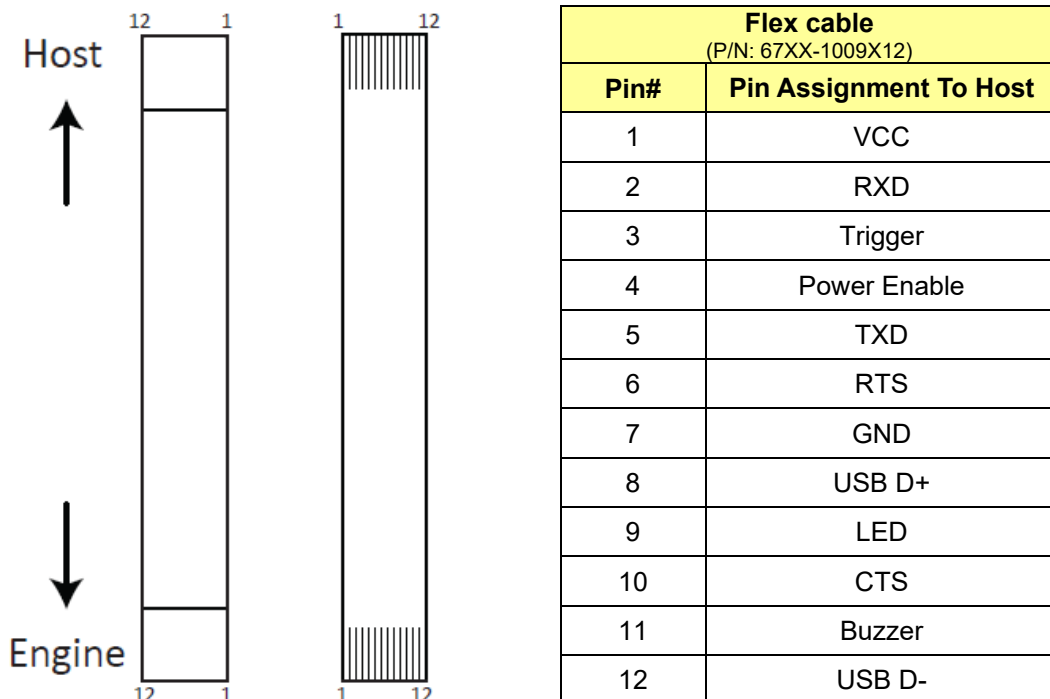 12 1
1 12
Host
Engine
12 1
1 12
Flex cable
(P/N: 67XX-1009X12)
Pin# Pin Assignment To Host
1 VCC
2 RXD
3 Trigger
4 Power Enable
5 TXD
6 RTS
7 GND
8 USB D+
9 LED
10 CTS
11 Buzzer
12 USB D-